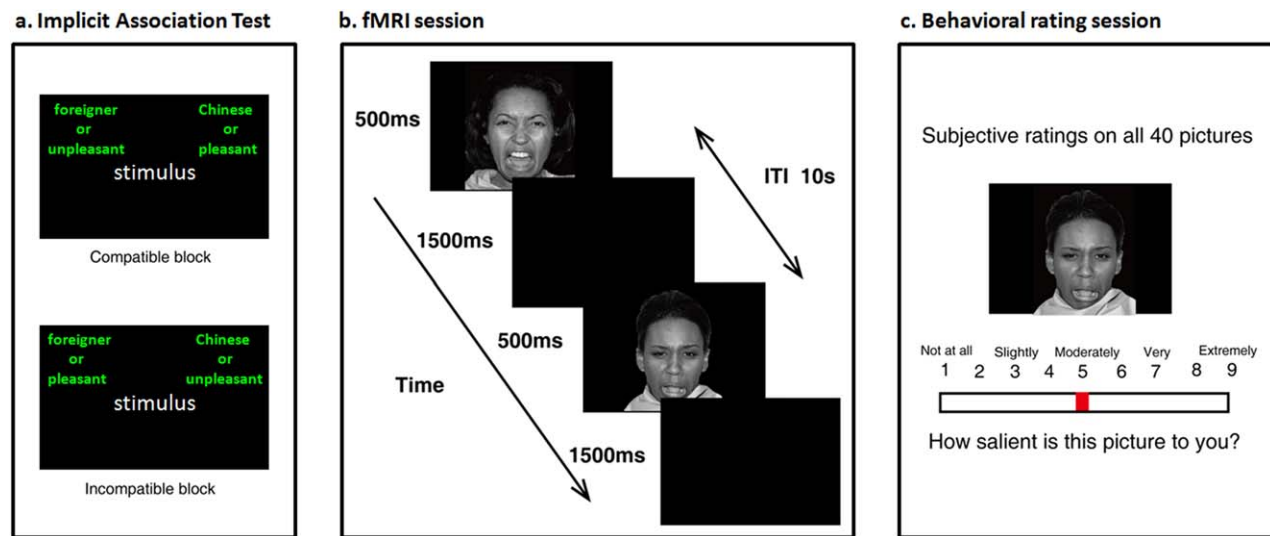 a. Implicit Association Test
foreigner
or
unpleasant
Chinese
or
pleasant
stimulus
Compatible block
foreigner
or
pleasant
Chinese
or
unpleasant
stimulus
Incompatible block
b. fMRI session
500ms
1500ms
500ms
1500ms
Time
ITI 10s
c. Behavioral rating session
Subjective ratings on all 40 pictures
Not at all Slightly Moderately Very Extremely
1 2 3 4 5 6 7 8 9
How salient is this picture to you?